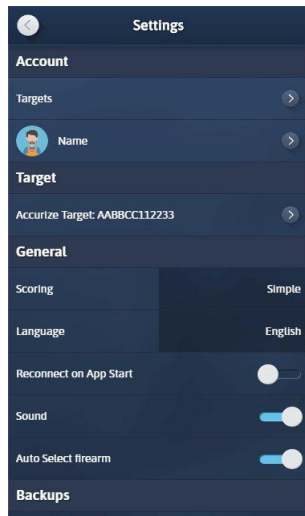 Settings
Account
Targets
Name
Target
Accurize Target: AABBCC112233
General
Scoring Simple
Language English
Reconnect on App Start
Sound
Auto Select firearm
Backups